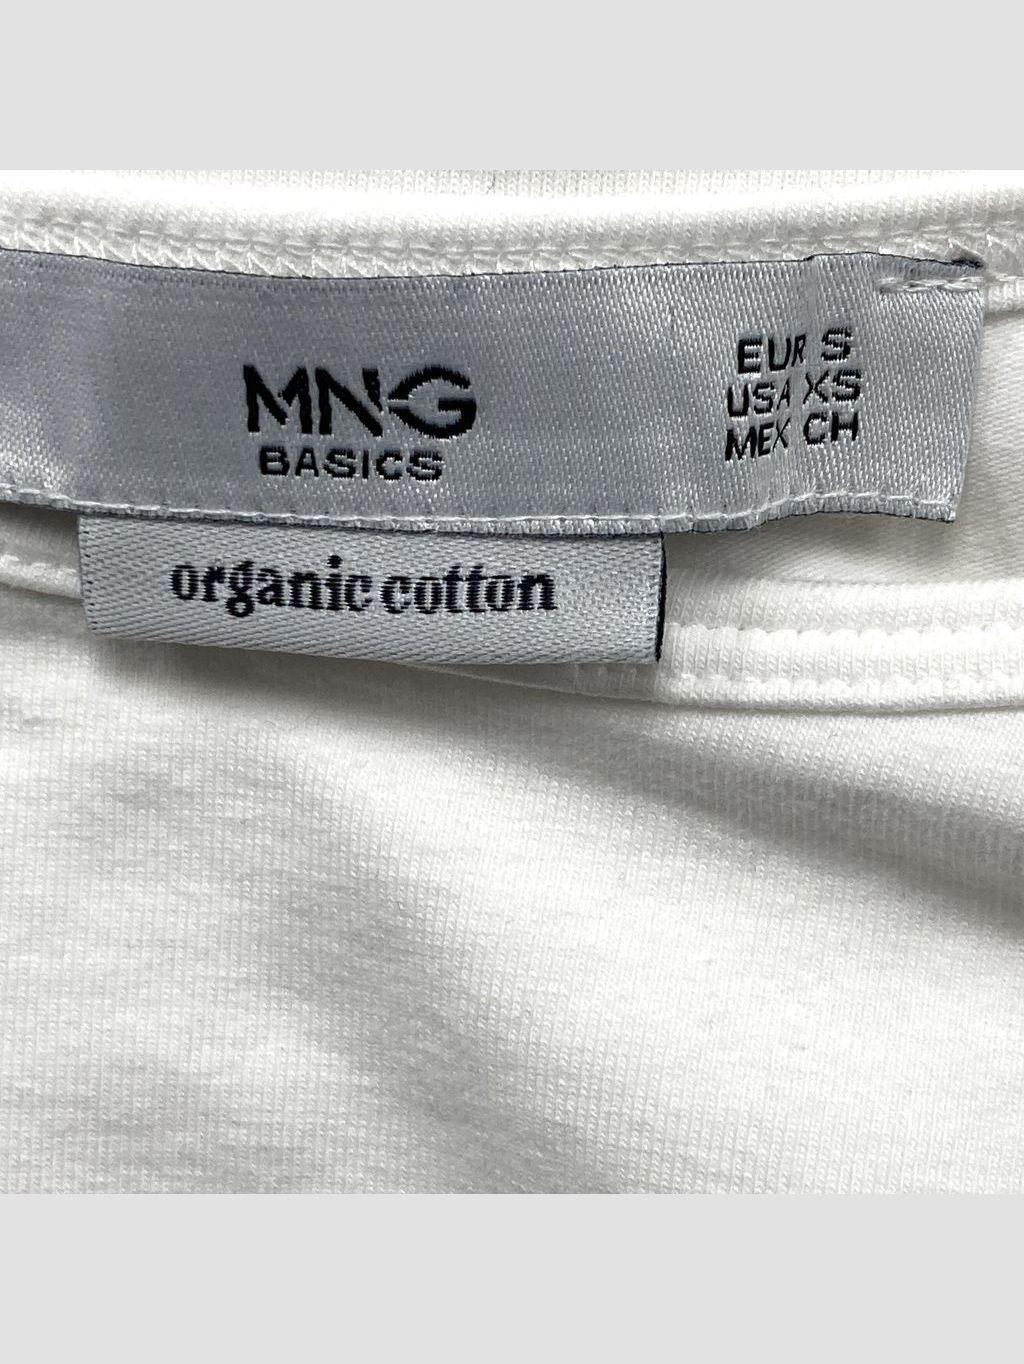 MNG
BASICS
EUR S
USA XS
MEX CH
organic cotton